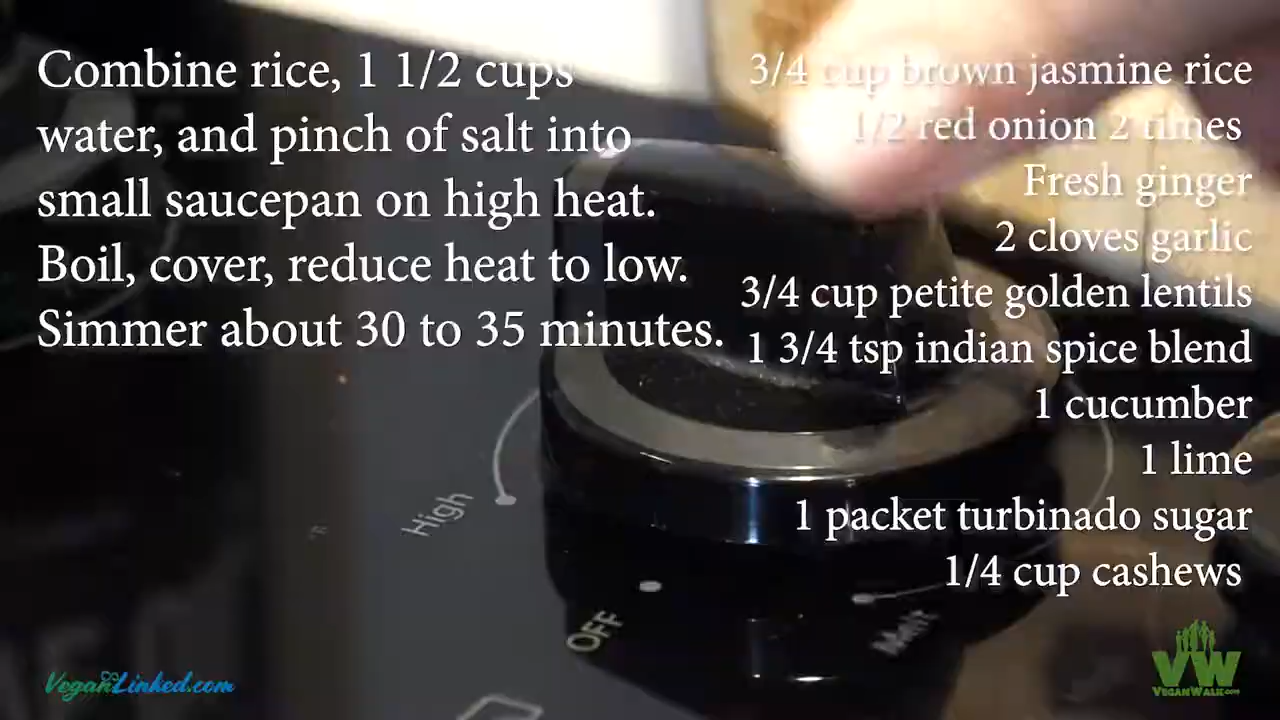 Combine rice, 1 1/2 cups
water, and pinch of salt into
small saucepan on high heat.
Boil, cover, reduce heat to low.
Simmer about 30 to 35 minutes.
3/4 cup brown jasmine rice
1/2 red onion 2 times
Fresh ginger
2 cloves garlic
3/4 cup petite golden lentils
1 3/4 tsp indian spice blend
1 cucumber
1 lime
1 packet turbinado sugar
1/4 cup cashews
High
OFF
Melt
VeganLinked.com
VW
VeganWalk.com